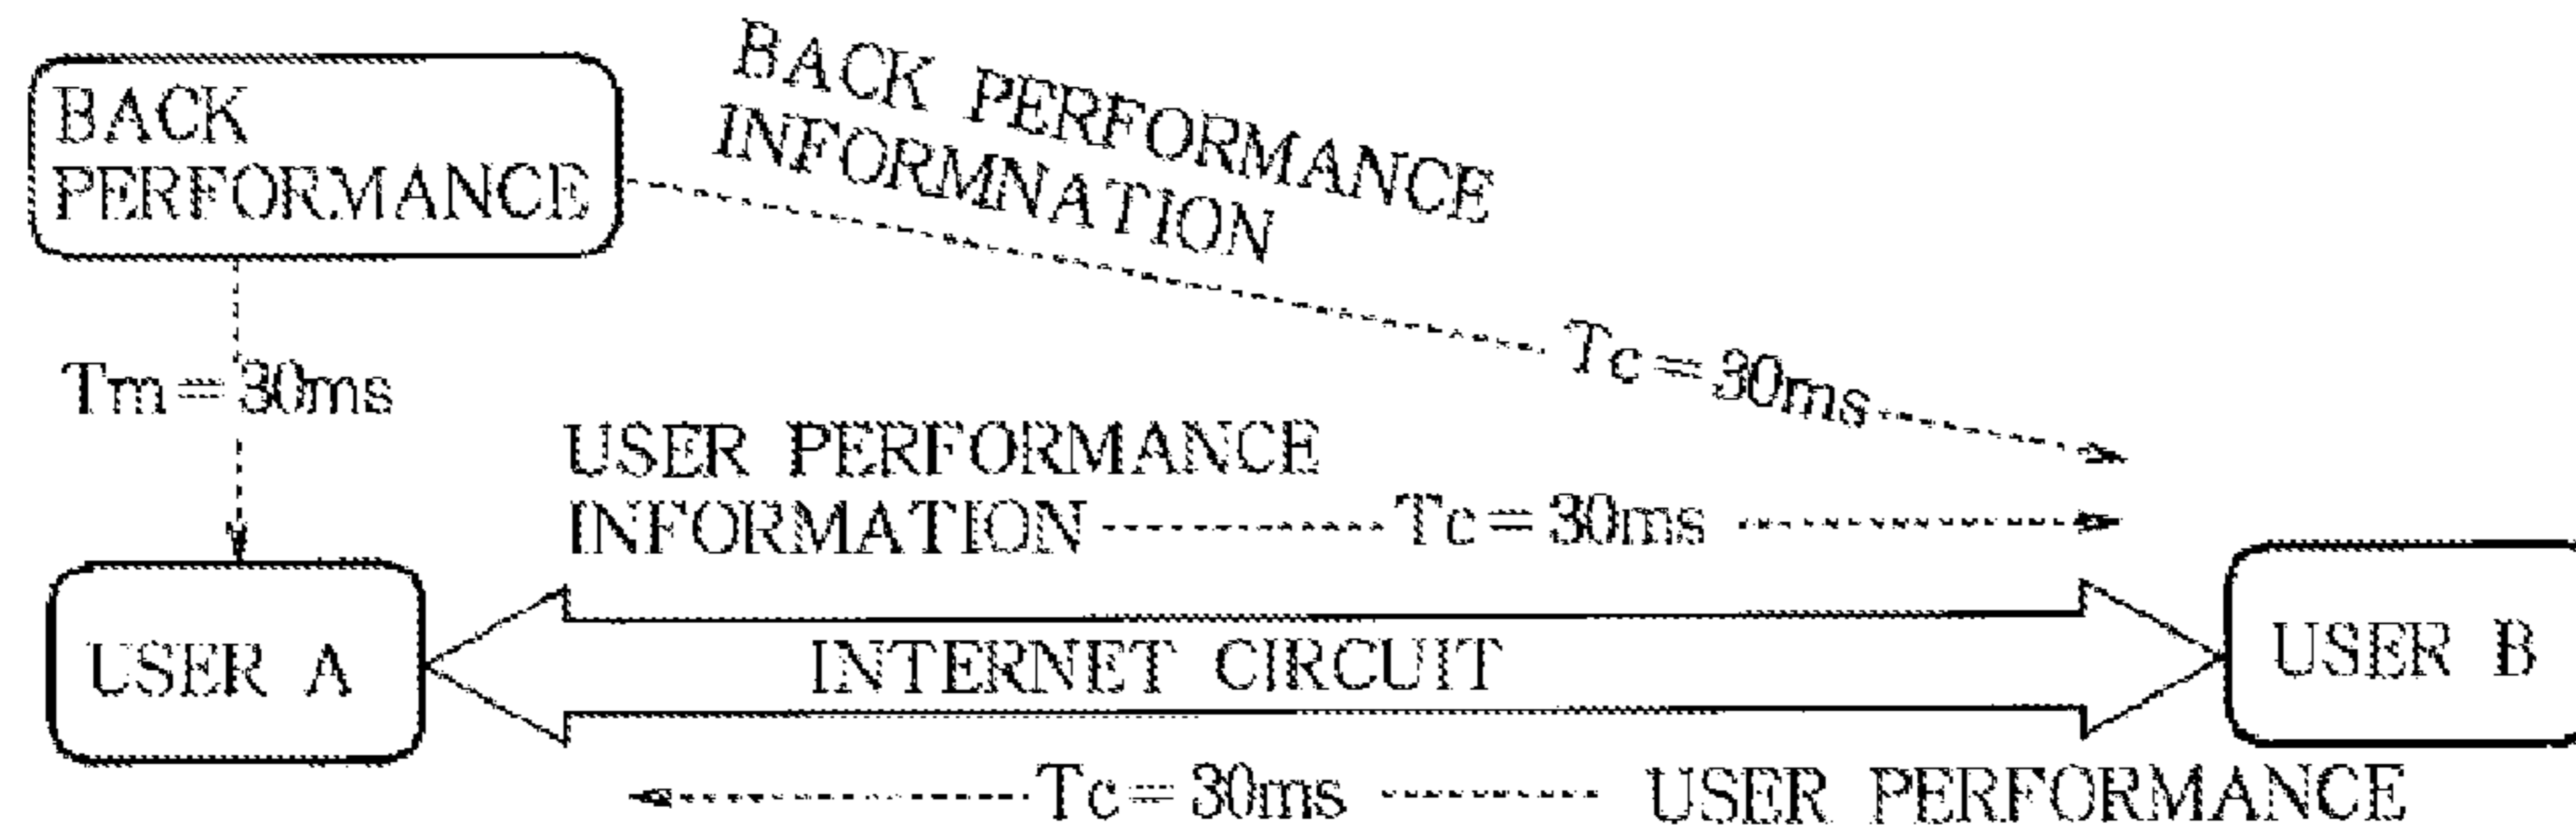 BACK
PERFORMANCE
BACK PERFORMANCE
INFORMNATION
Tc=30ms
Tm=30ms
USER PERFORMANCE
INFORMATION
Tc=30ms
USER A
INTERNET CIRCUIT
USER B
Tc=30ms
USER PERFORMANCE